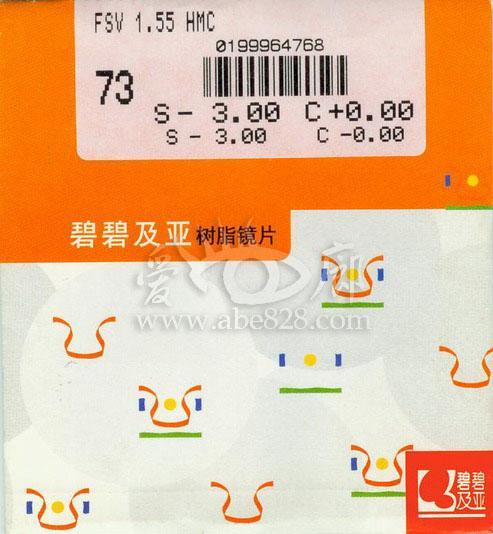 FSV 1.55 HMC
0199964768
73
S- 3.00 C+0.00
S- 3.00 C-0.00
碧碧及亚 树脂镜片
www.abe828.com
碧碧
及亚